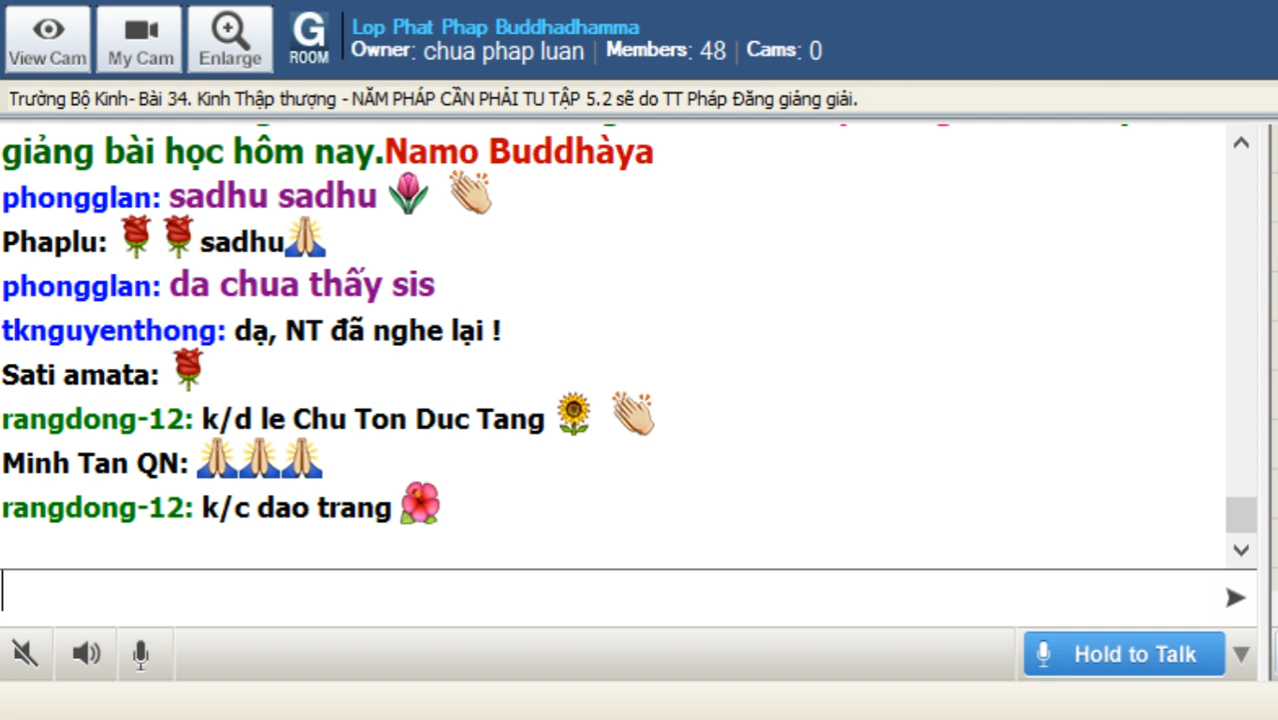 View Cam
My Cam
Enlarge
G
ROOM
Lop Phat Phap Buddhadhamma
Owner: chua phap luan | Members: 48 | Cams: 0
Trường Bộ Kinh- Bài 34. Kinh Thập thượng - NĂM PHÁP CẦN PHẢI TU TẬP 5.2 sẽ do TT Pháp Đăng giảng giải.
giảng bài học hôm nay.Namo Buddhàya
phongglan: sadhu sadhu 🌷 👏
Phaplu: 🌹🌹sadhu🙏
phongglan: da chua thấy sis
tknguyenthong: dạ, NT đã nghe lại !
Sati amata: 🌹
rangdong-12: k/d le Chu Ton Duc Tang 🌻 👏
Minh Tan QN: 🙏🙏🙏
rangdong-12: k/c dao trang 🌺
Hold to Talk